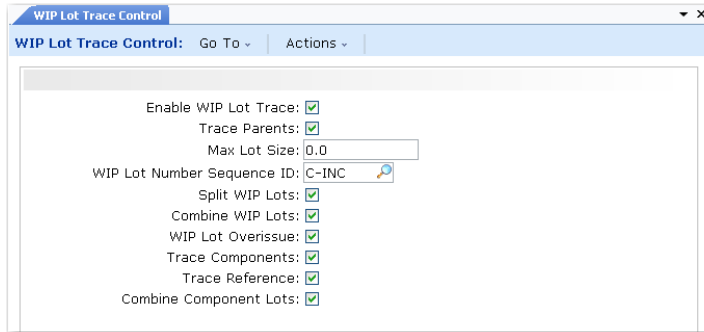 WIP Lot Trace Control
WIP Lot Trace Control: Go To Actions
Enable WIP Lot Trace:
Trace Parents:
Max Lot Size: 0.0
WIP Lot Number Sequence ID: C-INC
Split WIP Lots:
Combine WIP Lots:
WIP Lot Overissue:
Trace Components:
Trace Reference:
Combine Component Lots: